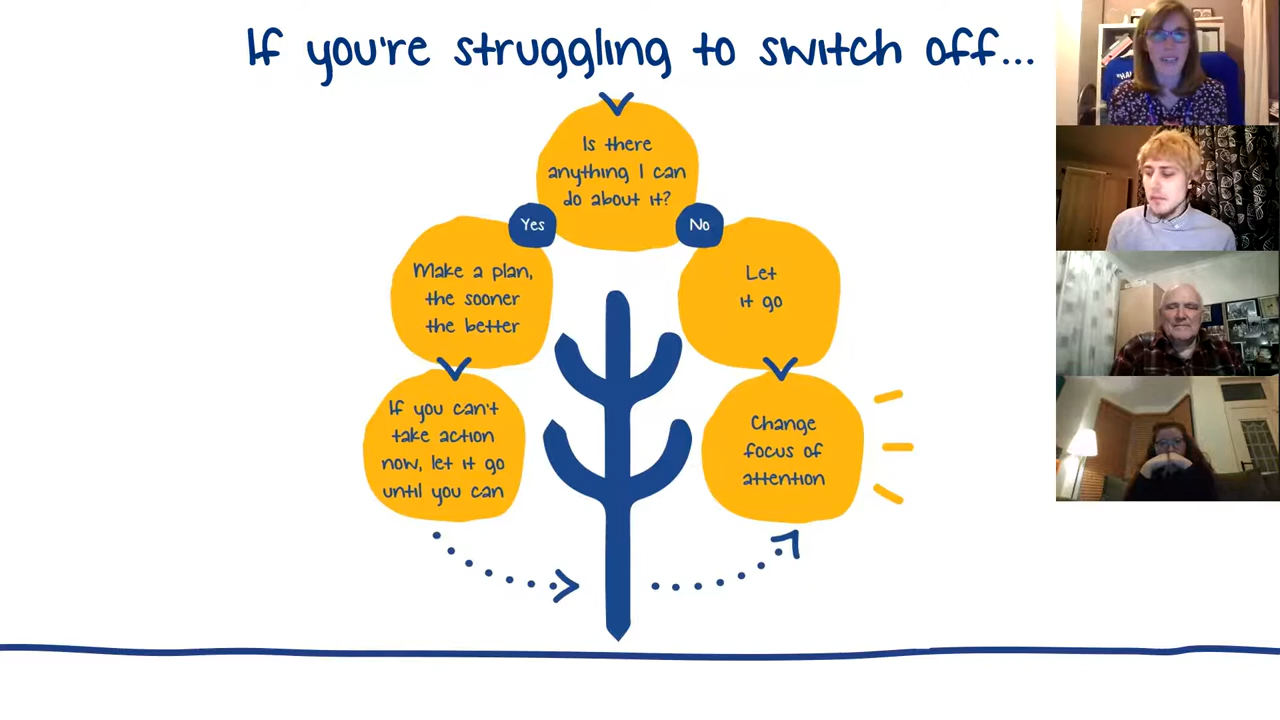 If you're struggling to switch off...
Is there
anything I can
do about it?
Yes
No
Make a plan,
the sooner
the better
Let
it go
If you can't
take action
now, let it go
until you can
Change
focus of
attention